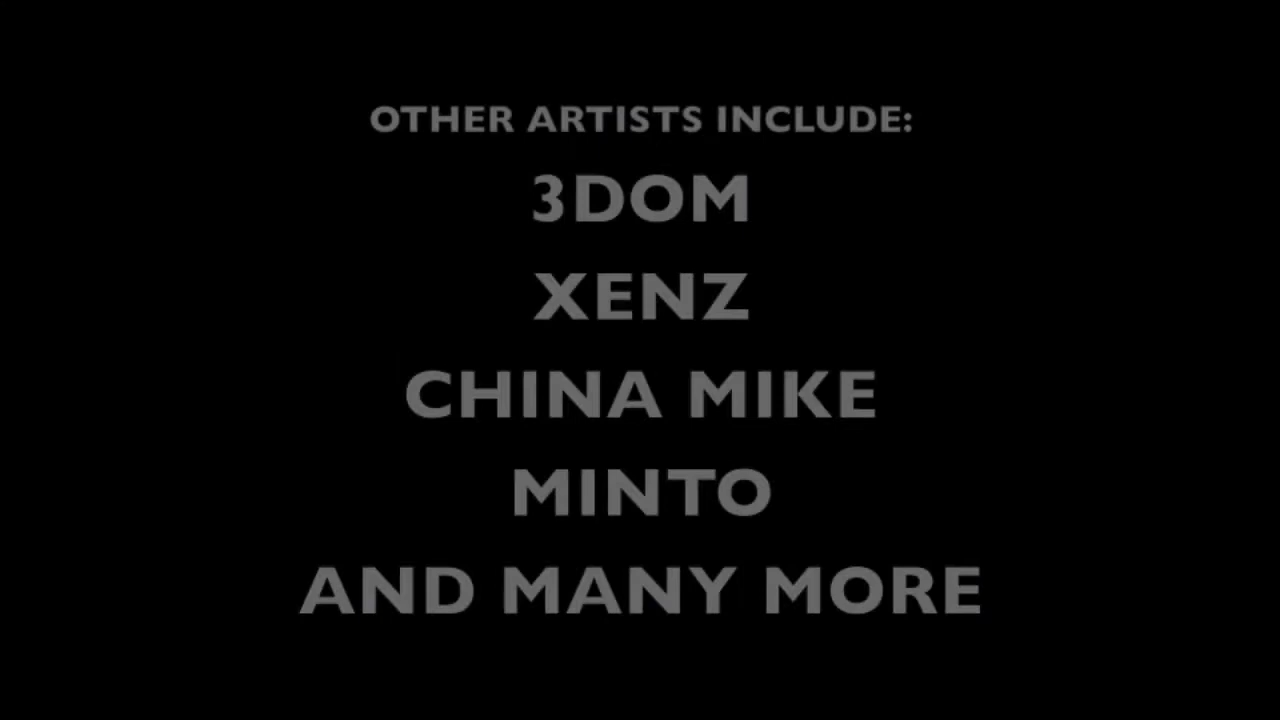 OTHER ARTISTS INCLUDE:
3DOM
XENZ
CHINA MIKE
MINTO
AND MANY MORE